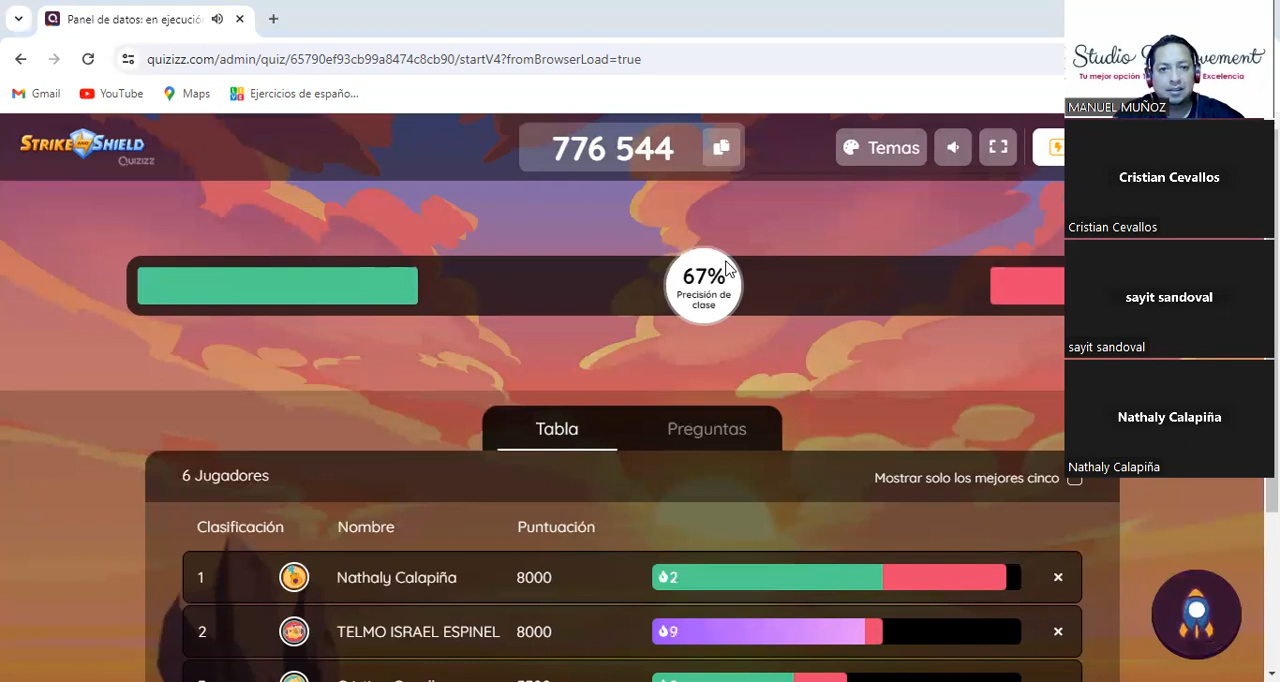 Panel de datos: en ejecució
quizizz.com/admin/quiz/65790ef93cb99a8474c8cb90/startV4?fromBrowserLoad=true
Gmail YouTube Maps Ejercicios de españo...
STRIKE AND SHIELD
Quizizz
776 544
Temas
67%
Precisión de
clase
Tabla Preguntas
6 Jugadores
Mostrar solo los mejores cinco
Clasificación Nombre Puntuación
1 Nathaly Calapiña 8000 2
2 TELMO ISRAEL ESPINEL 8000 9
Studio
Tu mejor opción
Excelencia
MANUEL MUÑOZ
Cristian Cevallos
Cristian Cevallos
sayit sandoval
sayit sandoval
Nathaly Calapiña
Nathaly Calapiña